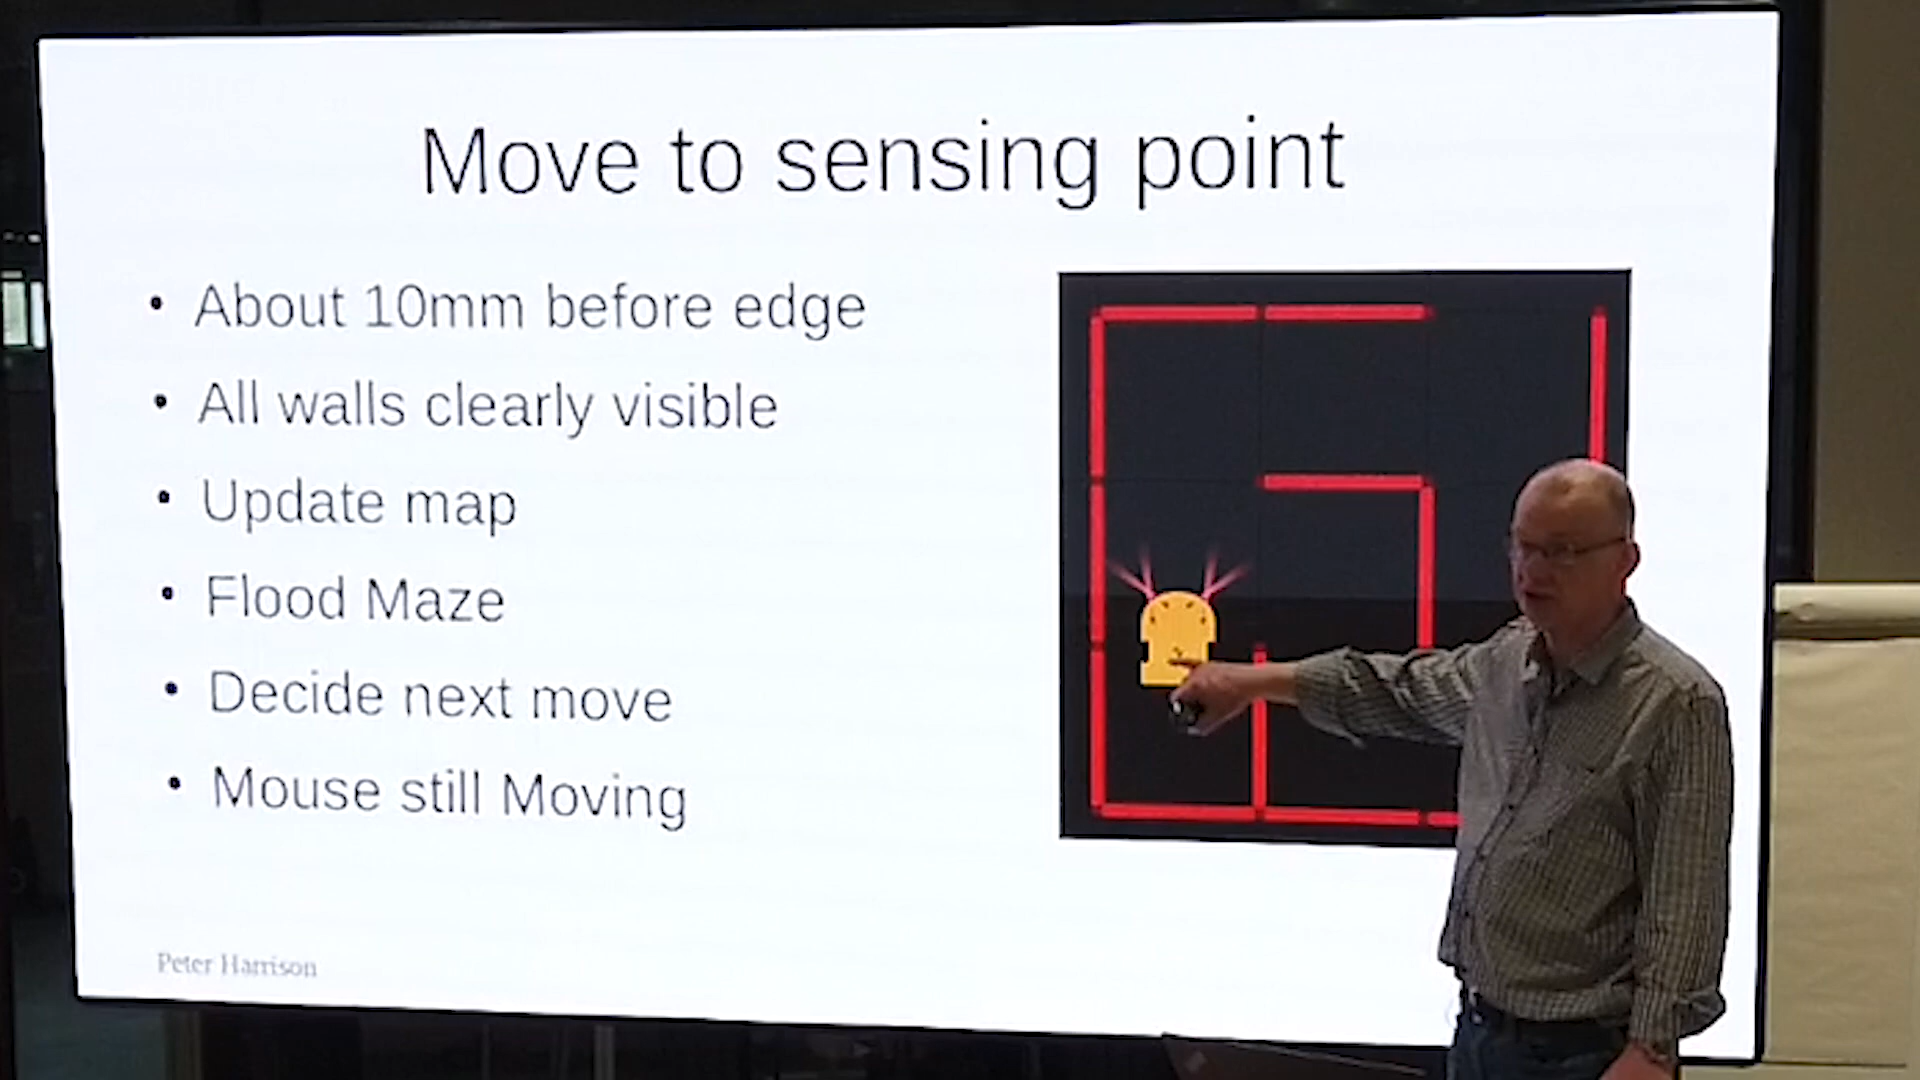 Move to sensing point
• About 10mm before edge
• All walls clearly visible
• Update map
• Flood Maze
• Decide next move
• Mouse still Moving
Peter Harrison